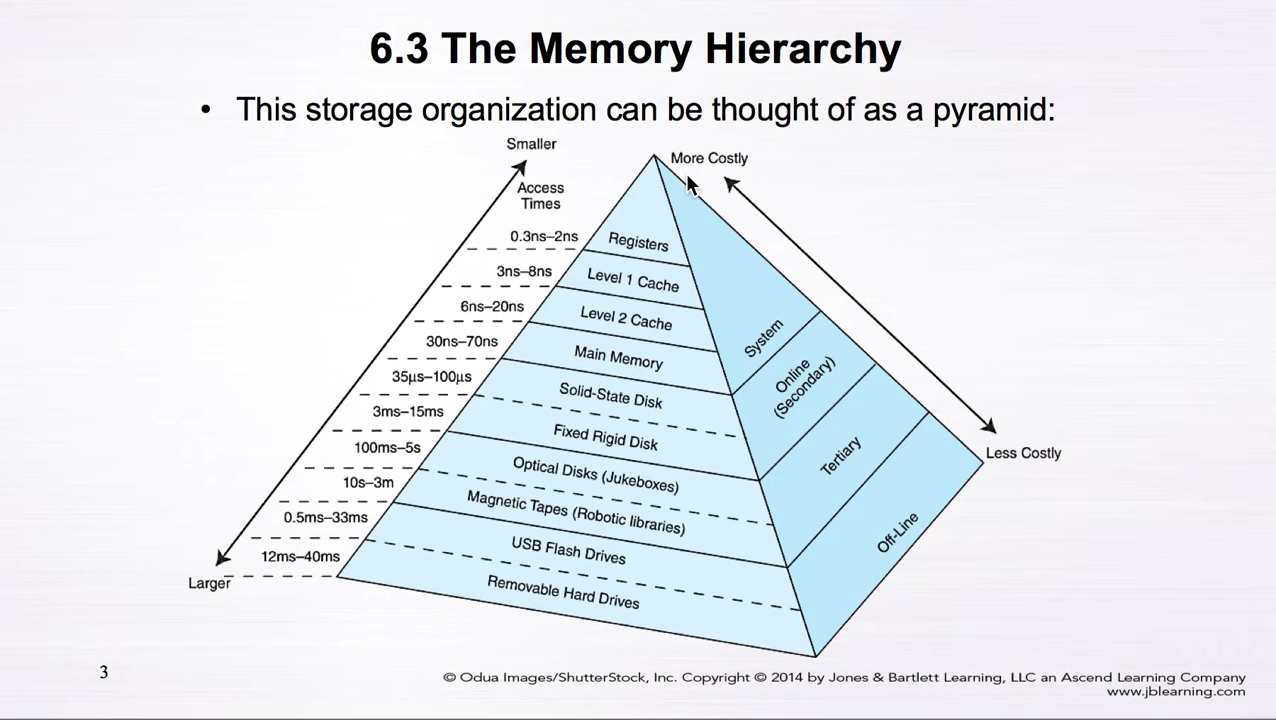 6.3 The Memory Hierarchy
• This storage organization can be thought of as a pyramid:
Smaller
More Costly
Access
Times
0.3ns–2ns
Registers
3ns–8ns
Level 1 Cache
6ns–20ns
Level 2 Cache
30ns–70ns
Main Memory
35µs–100µs
Solid-State Disk
3ms–15ms
Fixed Rigid Disk
100ms–5s
Optical Disks (Jukeboxes)
10s–3m
Magnetic Tapes (Robotic libraries)
0.5ms–33ms
USB Flash Drives
12ms–40ms
Removable Hard Drives
Larger
System
Online
(Secondary)
Tertiary
Off-Line
Less Costly
3
© Odua Images/ShutterStock, Inc. Copyright © 2014 by Jones & Bartlett Learning, LLC an Ascend Learning Company
www.jblearning.com